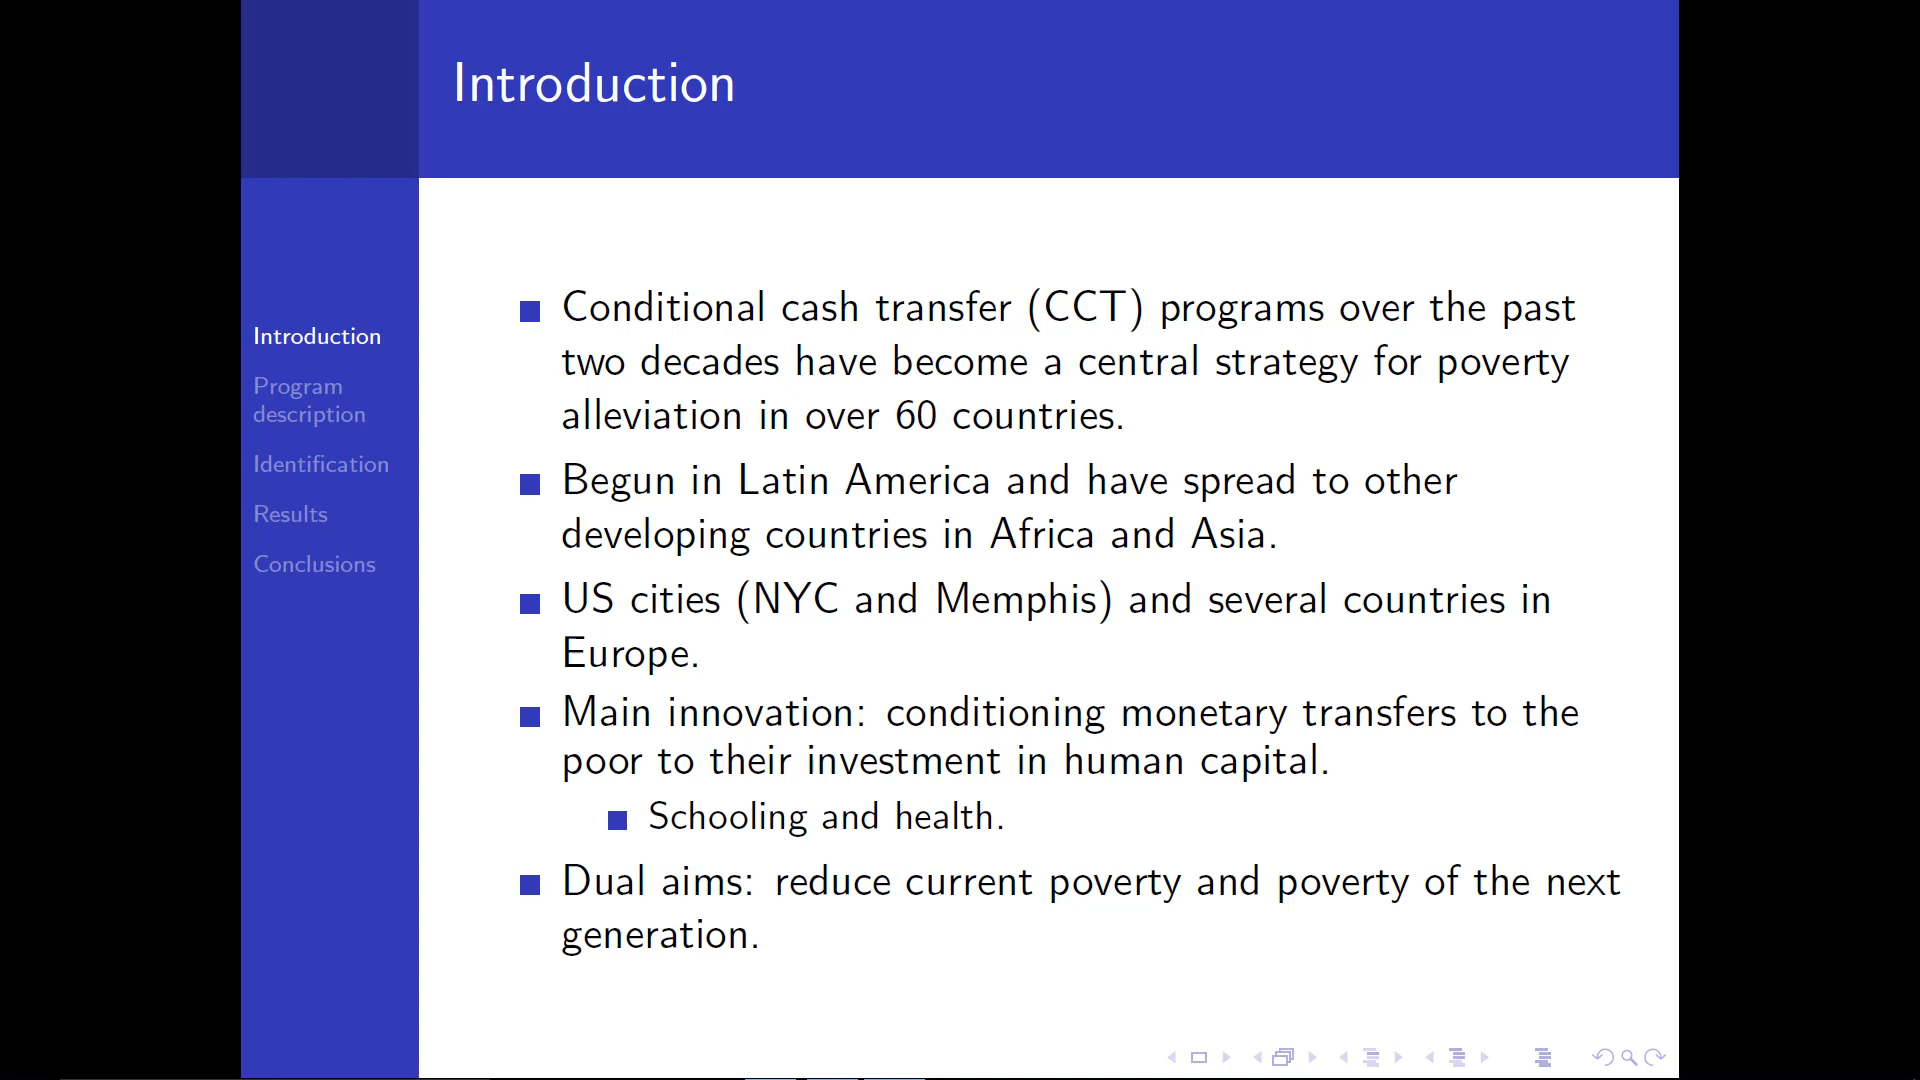 Introduction
Introduction
Program
description
Identification
Results
Conclusions
Conditional cash transfer (CCT) programs over the past
two decades have become a central strategy for poverty
alleviation in over 60 countries.
Begun in Latin America and have spread to other
developing countries in Africa and Asia.
US cities (NYC and Memphis) and several countries in
Europe.
Main innovation: conditioning monetary transfers to the
poor to their investment in human capital.
Schooling and health.
Dual aims: reduce current poverty and poverty of the next
generation.